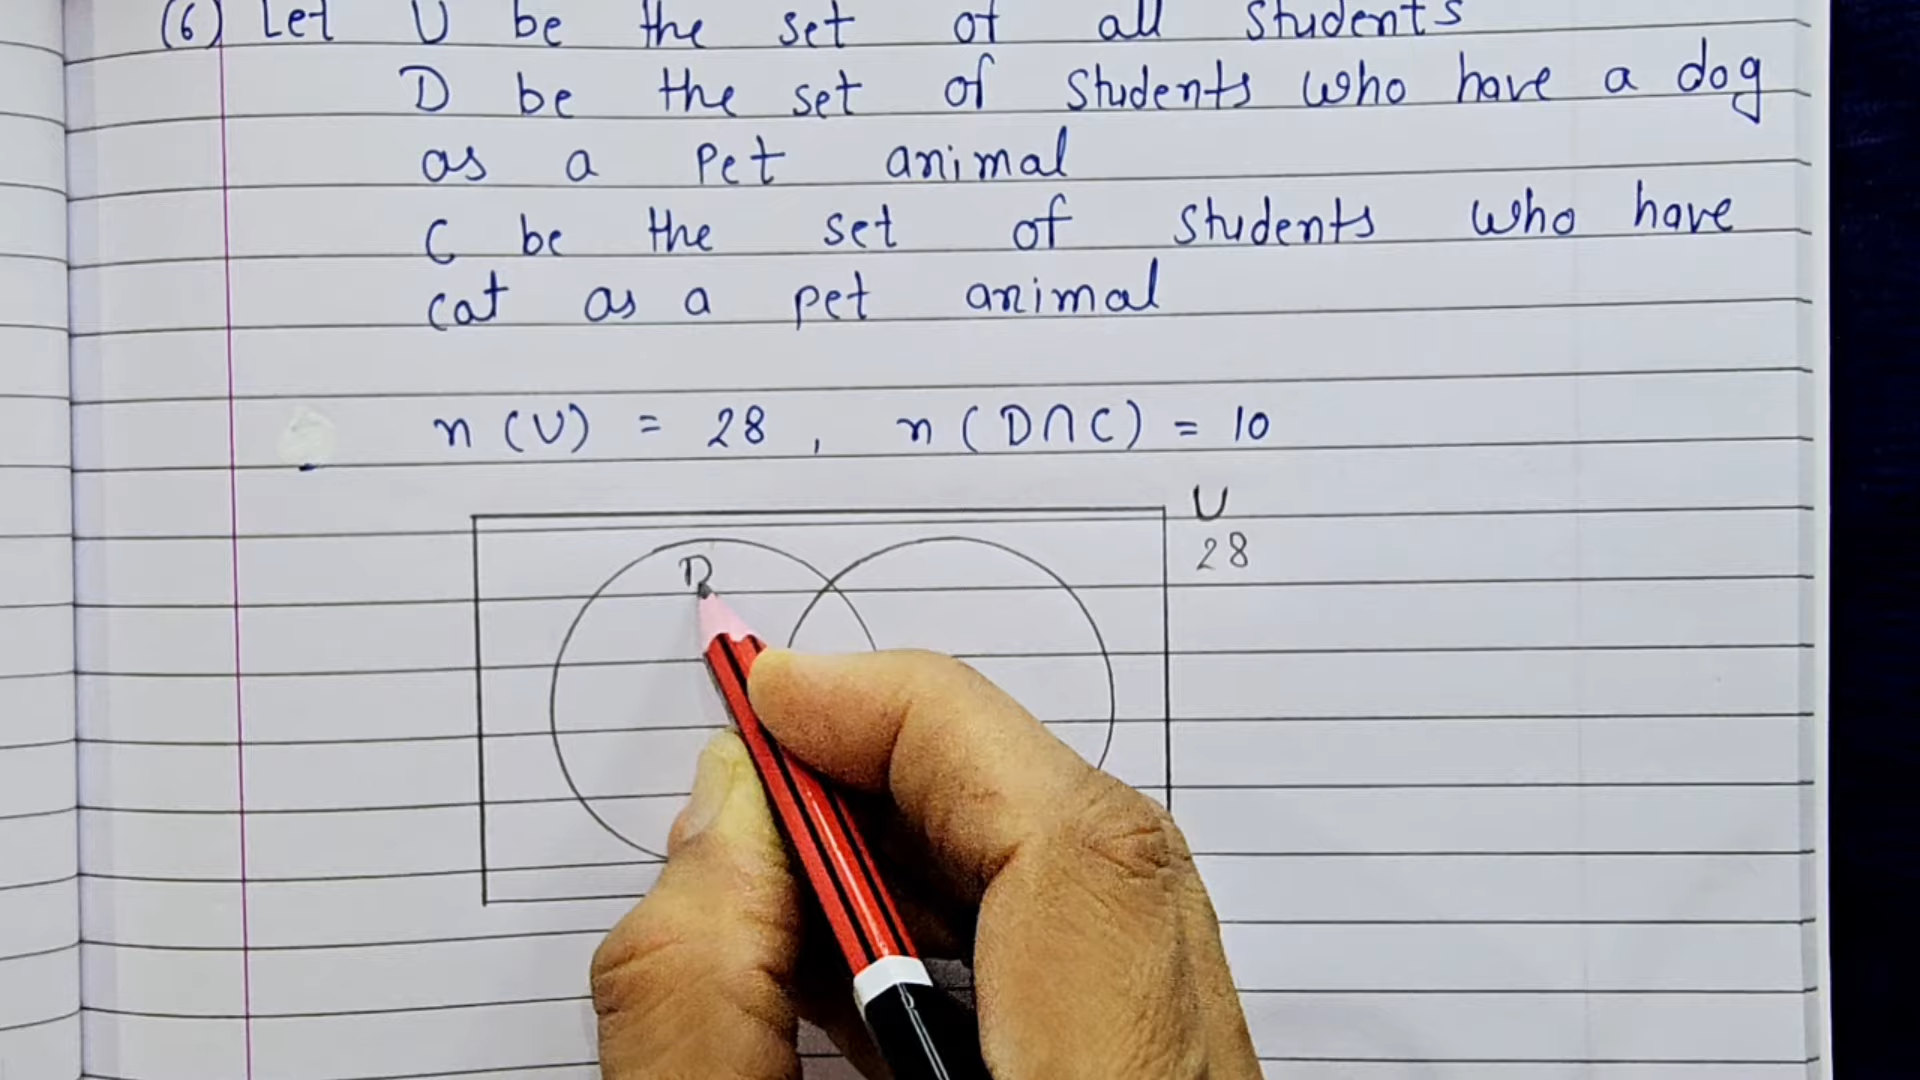 (6) Let U be the set of all students
D be the set of students who have a dog
as a pet animal
C be the set of students who have
cat as a pet animal
n (U) = 28 , n ( D∩C ) = 10
U
28
D